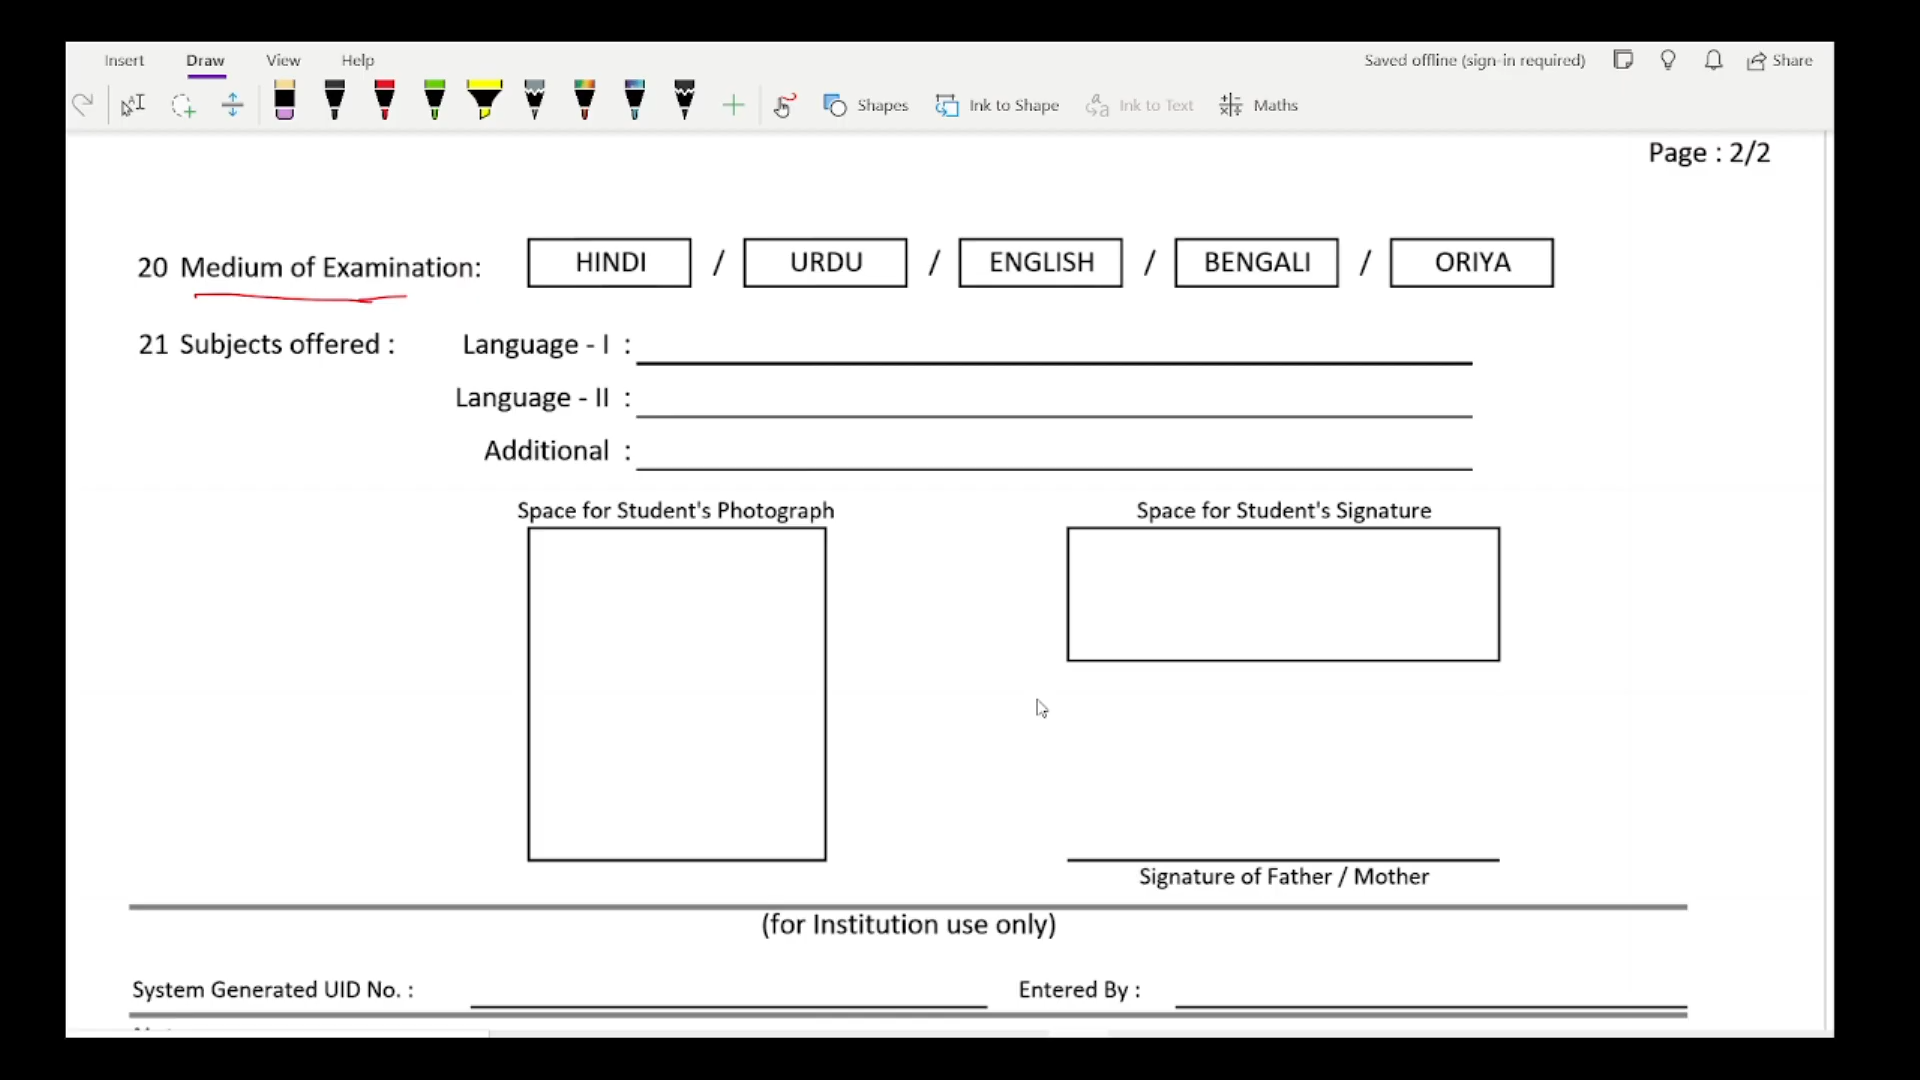 Insert Draw View Help Saved offline (sign-in required) Share
Shapes Ink to Shape Ink to Text Maths
Page : 2/2
20 Medium of Examination: HINDI / URDU / ENGLISH / BENGALI / ORIYA
21 Subjects offered : Language - I :
Language - II :
Additional :
Space for Student's Photograph Space for Student's Signature
Signature of Father / Mother
(for Institution use only)
System Generated UID No. : Entered By :